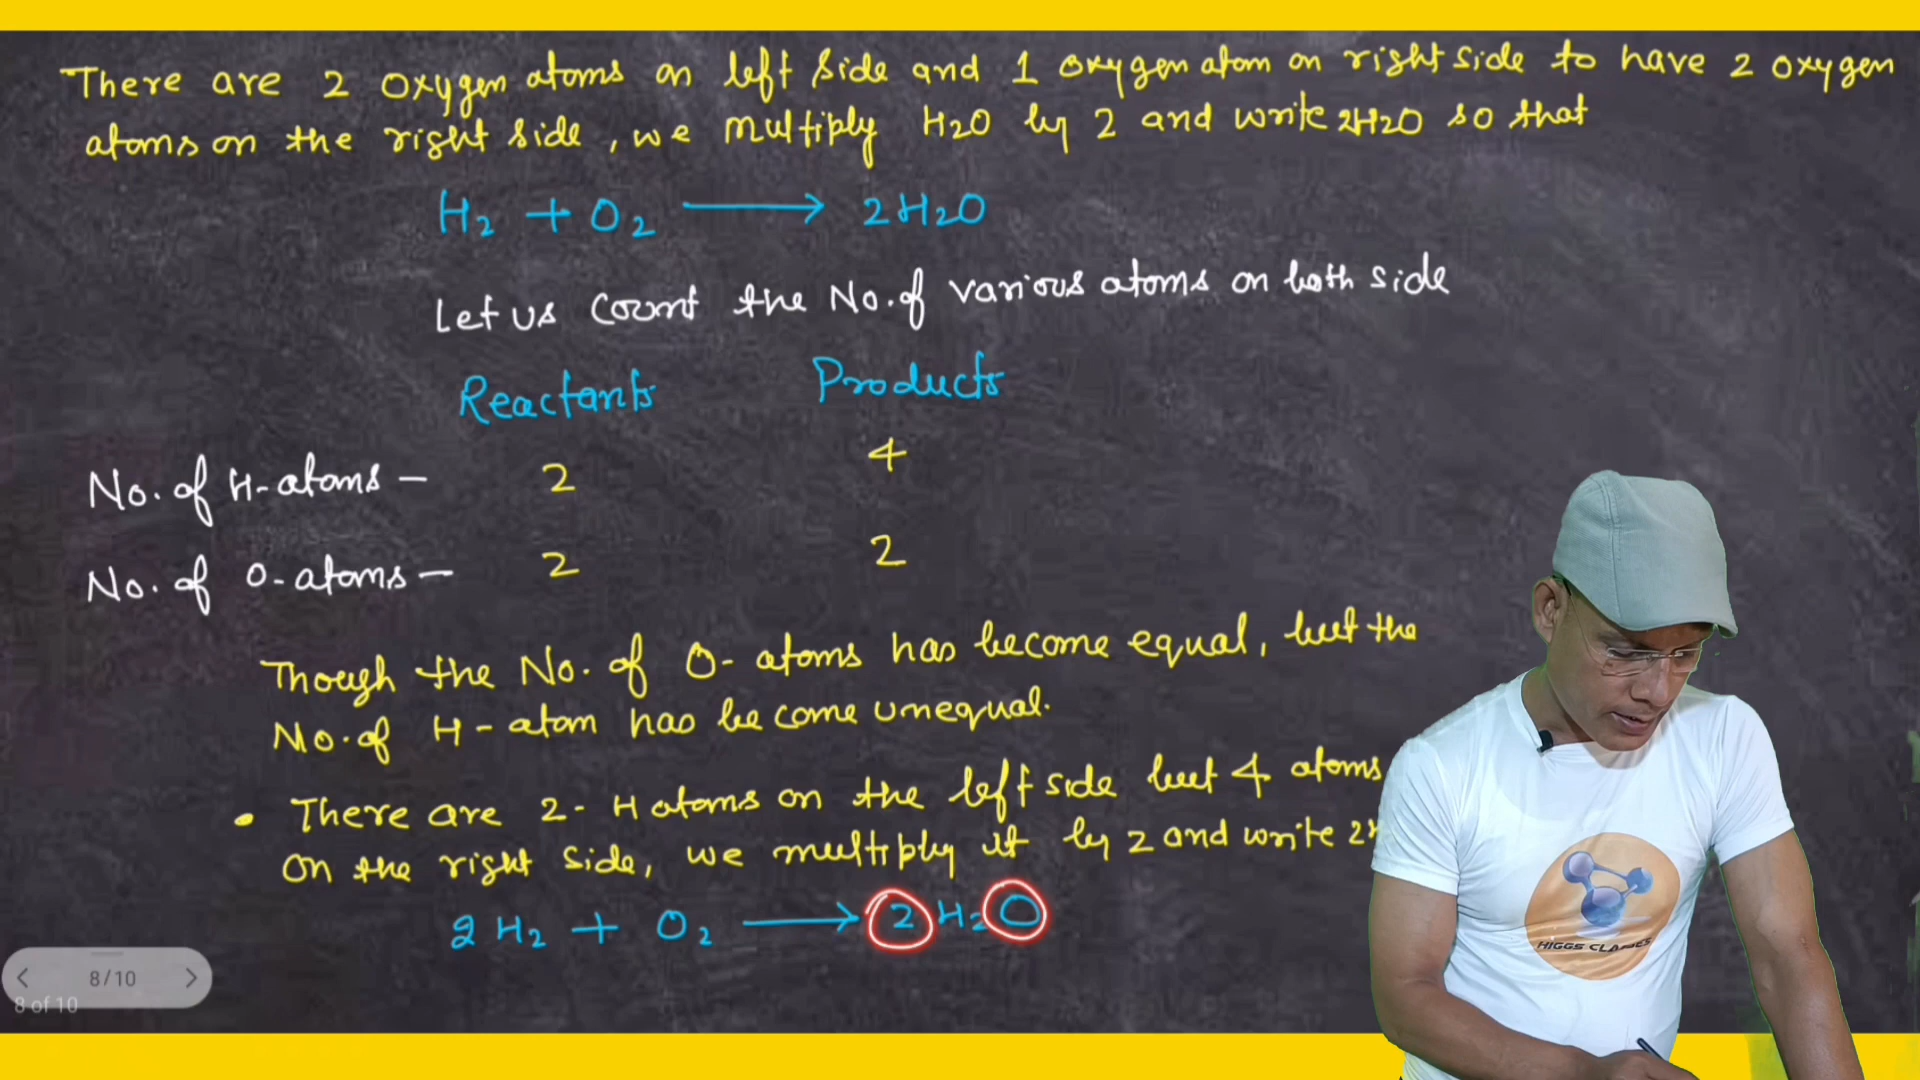 There are 2 oxygen atoms on left side and 1 oxygen atom on right side to have 2 oxygen
atoms on the right side, we multiply H2O by 2 and write 2H2O so that
H2 + O2 ⟶ 2H2O
Let us count the No. of various atoms on both side
Reactants Products
No. of H-atoms – 2 4
No. of O-atoms – 2 2
Though the No. of O-atoms has become equal, but the
No. of H-atom has become unequal.
• There are 2-H atoms on the left side but 4 atoms
on the right side, we multiply it by 2 and write
2H2 + O2 ⟶ 2H2O
HIGGS CLASSES
8/10
8 of 10